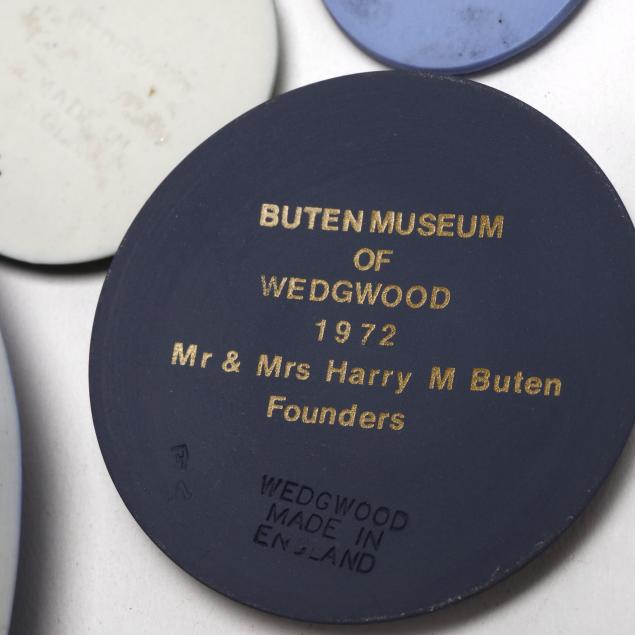 BUTEN MUSEUM
OF
WEDGWOOD
1972
Mr & Mrs Harry M Buten
Founders
WEDGWOOD
MADE IN
ENGLAND